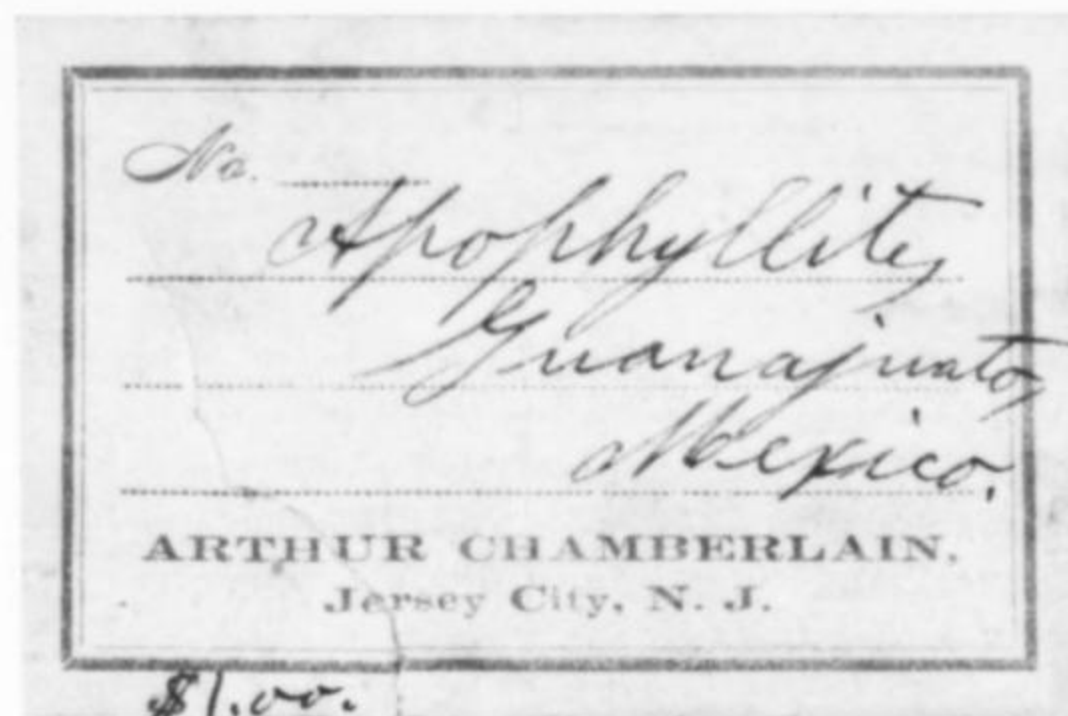 No.
Apophyllite,
Guanajuato,
Mexico.
ARTHUR CHAMBERLAIN,
Jersey City, N. J.
$1.00.